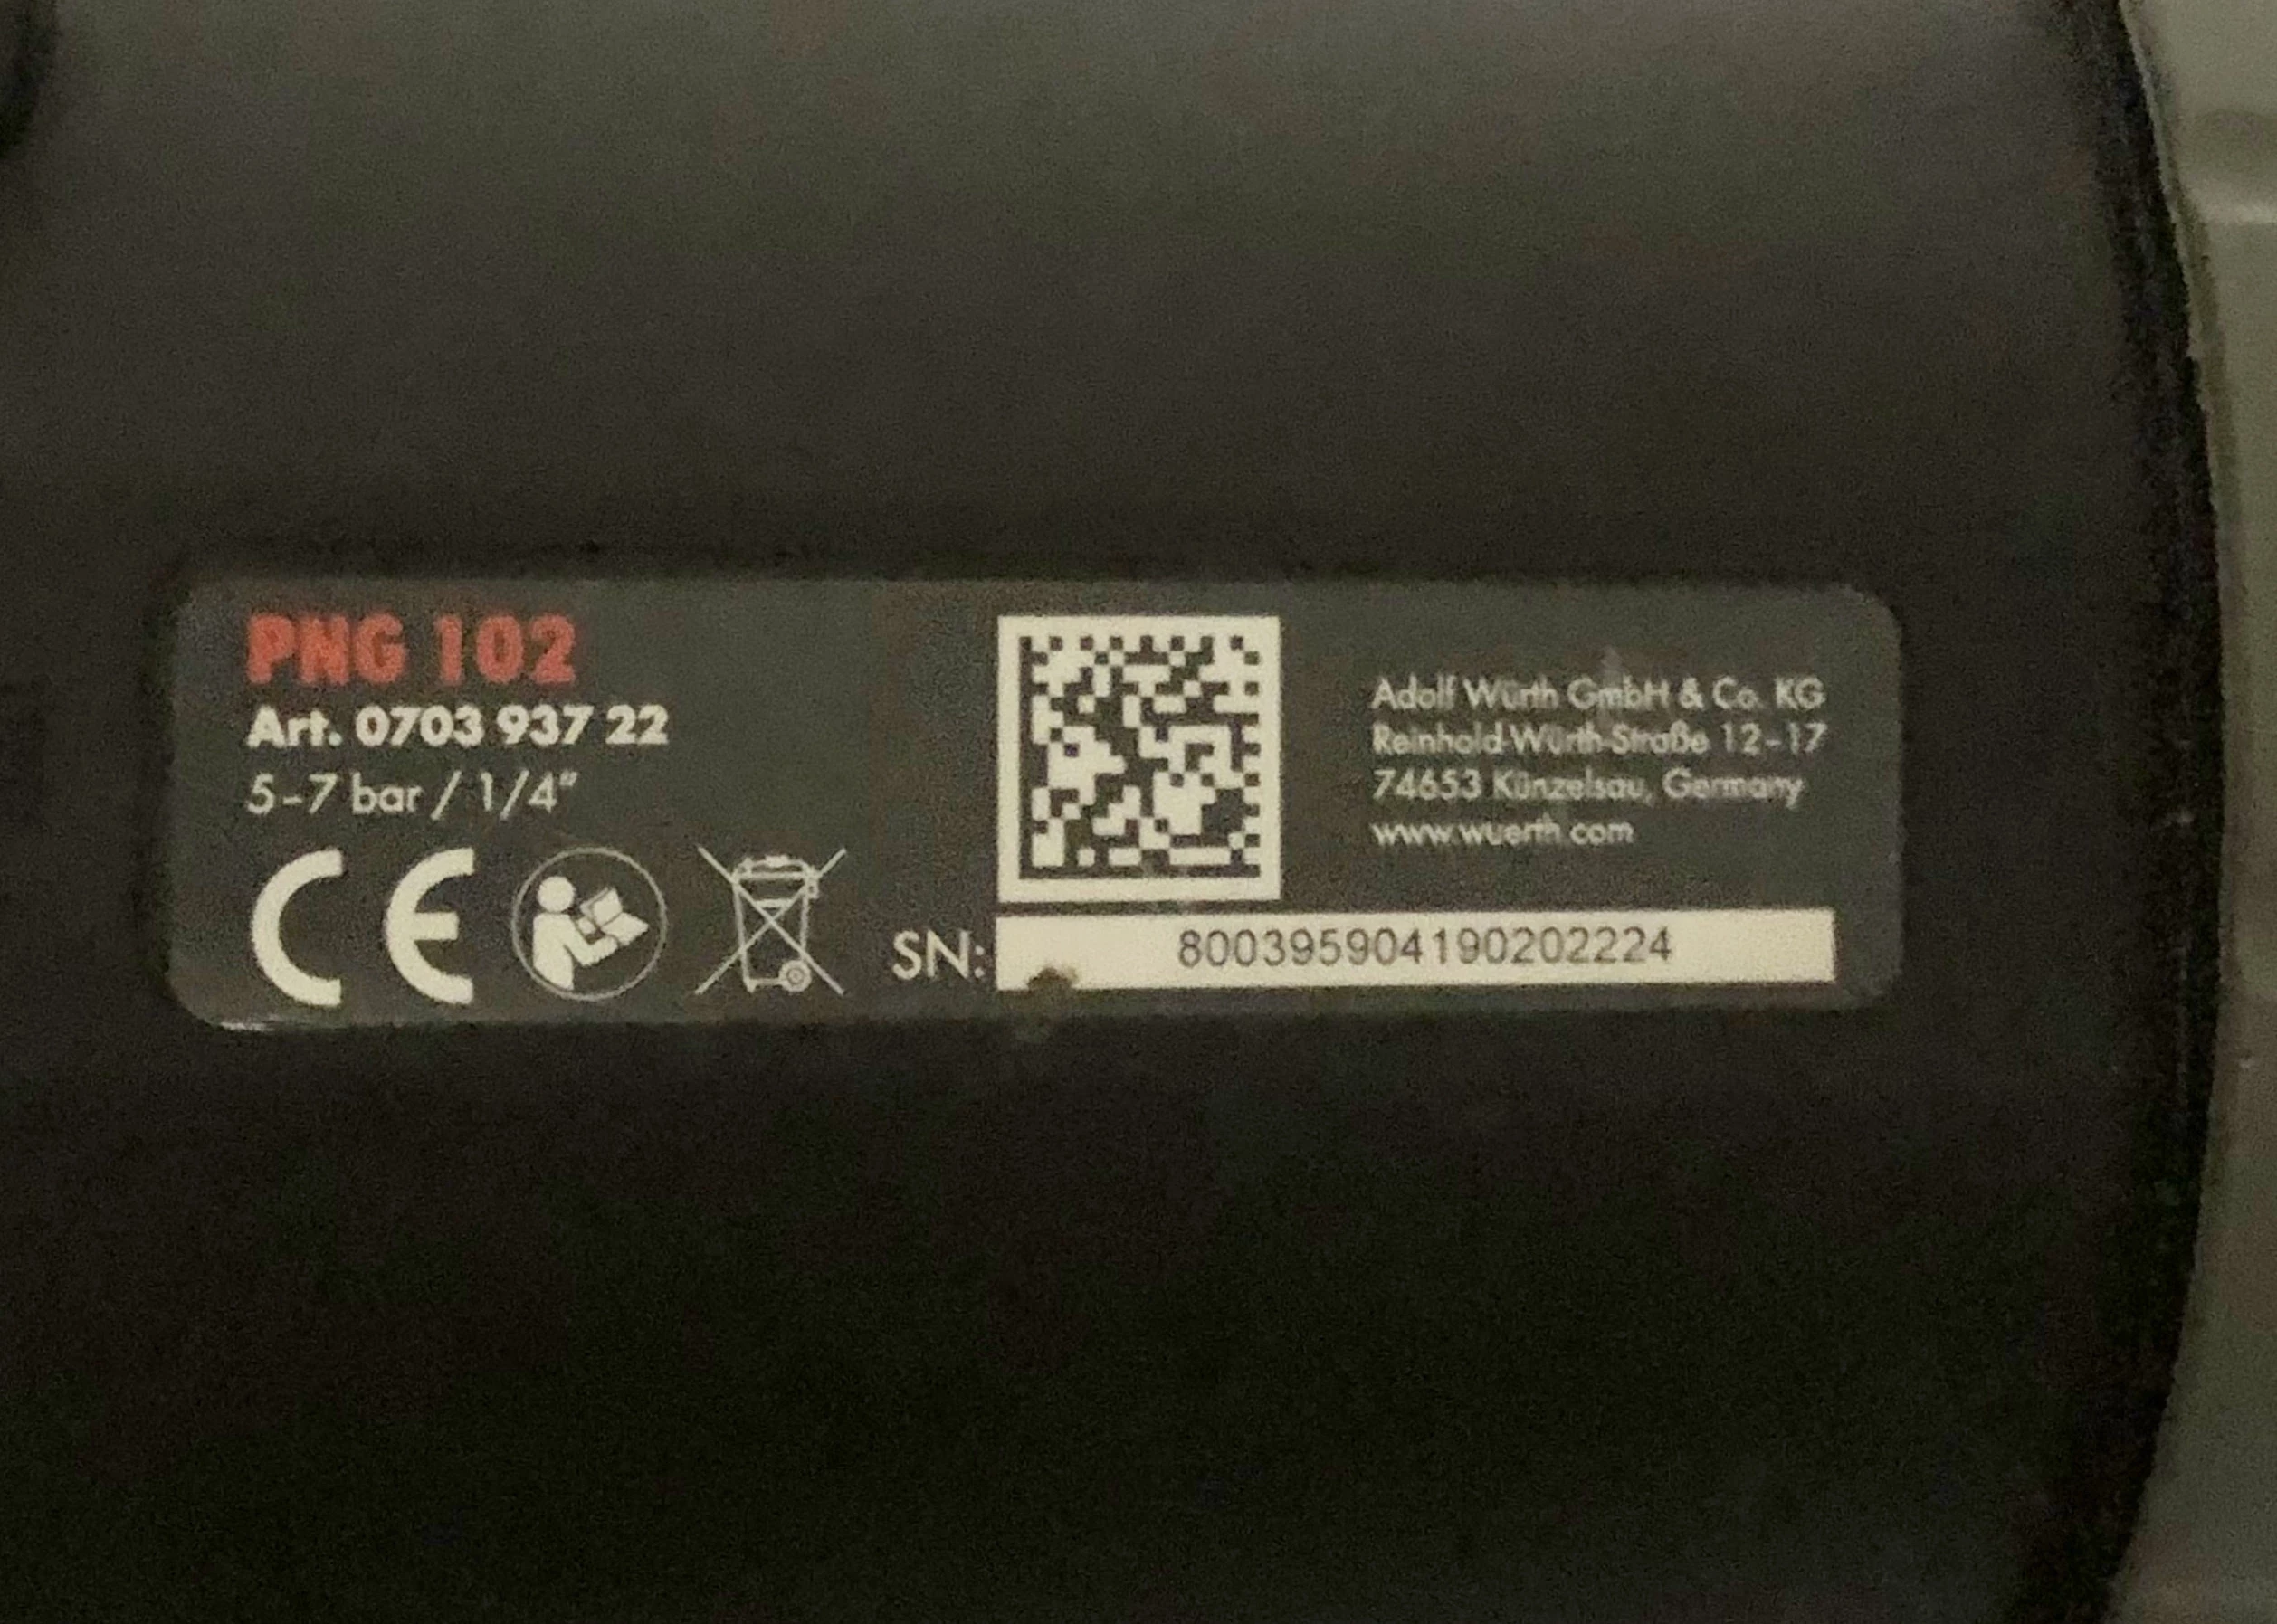 PNG 102
Art. 0703 937 22
5-7 bar / 1/4"
CE
SN: 800395904190202224
Adolf Würth GmbH & Co. KG
Reinhold-Würth-Straße 12-17
74653 Künzelsau, Germany
www.wuerth.com